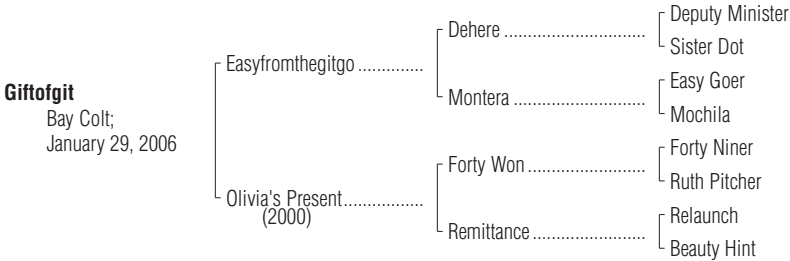 Giftofgit
Bay Colt;
January 29, 2006
Easyfromthegitgo ..............
Olivia's Present.................
(2000)
Dehere ..............................
Montera ............................
Forty Won .........................
Remittance ........................
Deputy Minister
Sister Dot
Easy Goer
Mochila
Forty Niner
Ruth Pitcher
Relaunch
Beauty Hint